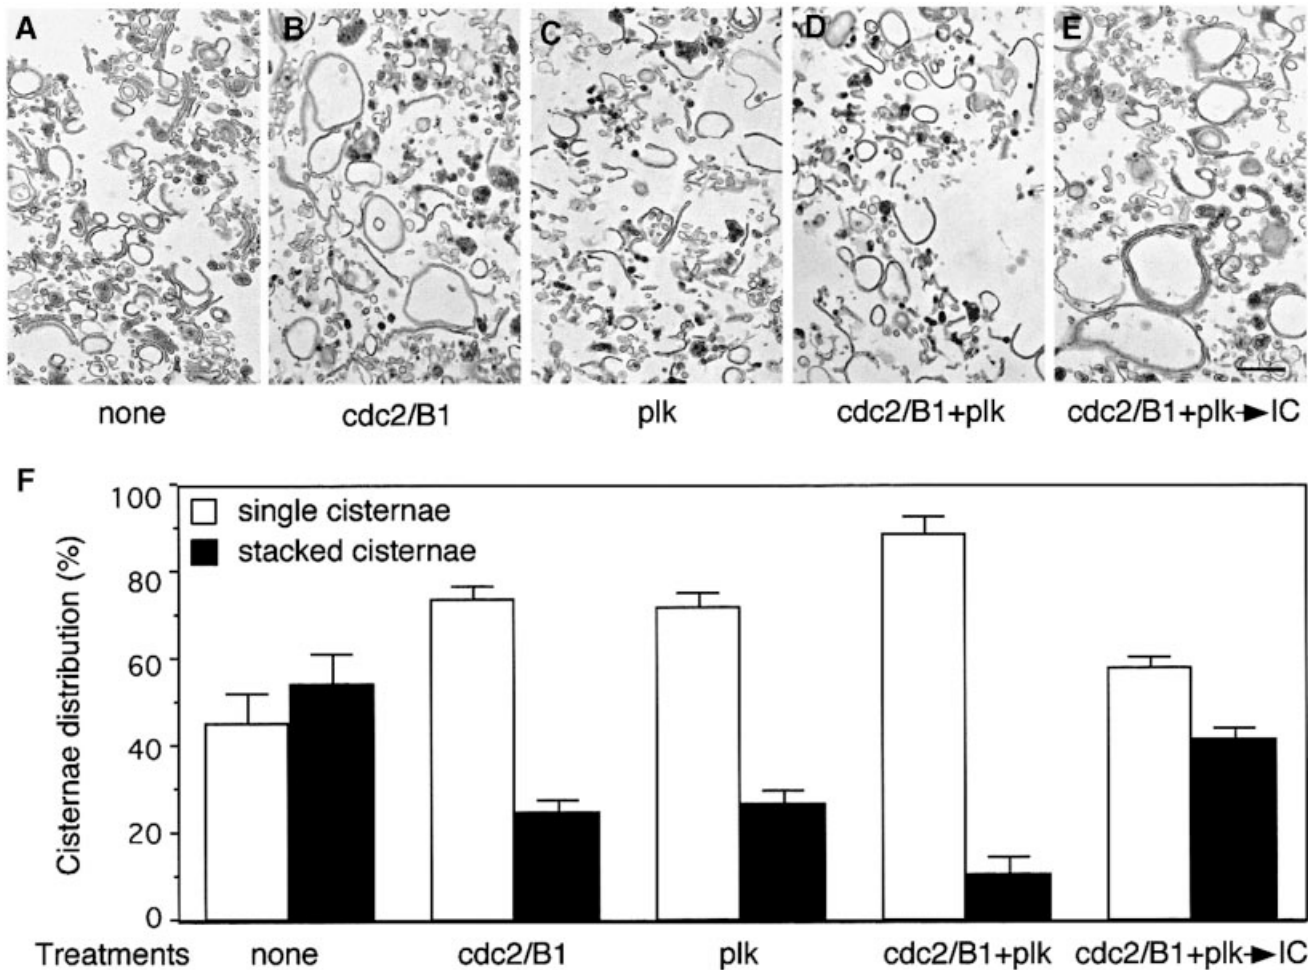 A B C D E
none cdc2/B1 plk cdc2/B1+plk cdc2/B1+plk→IC
F
single cisternae
stacked cisternae
Cisternae distribution (%)
100
80
60
40
20
0
Treatments none cdc2/B1 plk cdc2/B1+plk cdc2/B1+plk→IC